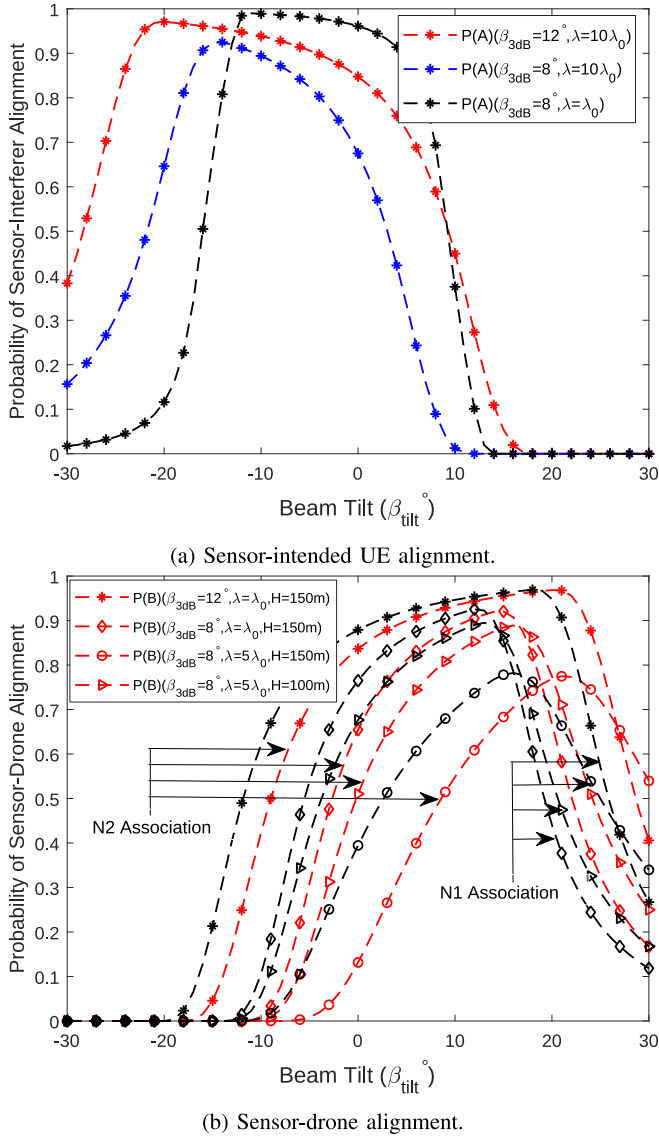 1
0.9
0.8
0.7
0.6
0.5
0.4
0.3
0.2
0.1
0
Probability of Sensor-Interferer Alignment
P(A)(β3dB=12°,λ=10λ0)
P(A)(β3dB=8°,λ=10λ0)
P(A)(β3dB=8°,λ=λ0)
-30 -20 -10 0 10 20 30
Beam Tilt (βtilt°)
(a) Sensor-intended UE alignment.
1
0.9
0.8
0.7
0.6
0.5
0.4
0.3
0.2
0.1
0
Probability of Sensor-Drone Alignment
P(B)(β3dB=12°,λ=λ0,H=150m)
P(B)(β3dB=8°,λ=λ0,H=150m)
P(B)(β3dB=8°,λ=5λ0,H=150m)
P(B)(β3dB=8°,λ=5λ0,H=100m)
N2 Association
N1 Association
-30 -20 -10 0 10 20 30
Beam Tilt (βtilt°)
(b) Sensor-drone alignment.